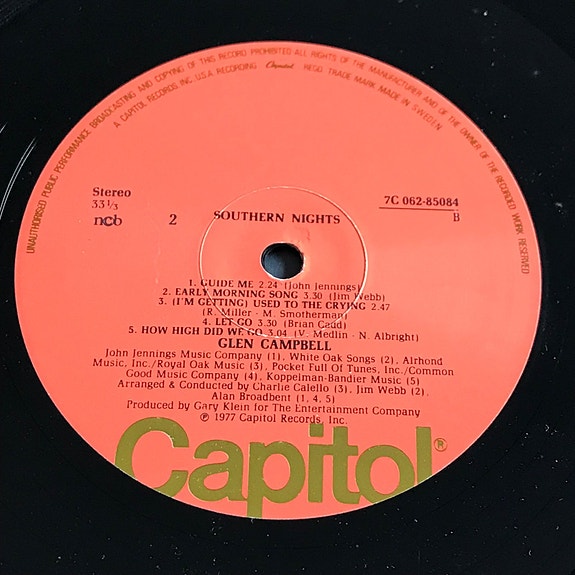 UNAUTHORISED PUBLIC PERFORMANCE BROADCASTING AND COPYING OF THIS RECORD PROHIBITED ALL RIGHTS OF THE MANUFACTURER AND OF THE OWNER OF THE RECORDED WORK RESERVED
A CAPITOL RECORDS INC. U.S.A. RECORDING Capitol REGD. TRADE MARK MADE IN SWEDEN
Stereo
33 1/3
ncb
2
SOUTHERN NIGHTS
7C 062-85084
B
1. GUIDE ME 2.24 (John Jennings)
2. EARLY MORNING SONG 3.30 (Jim Webb)
3. (I'M GETTING) USED TO THE CRYING 2.47
(R. Miller - M. Smotherman)
4. LET GO 3.30 (Brian Cadd)
5. HOW HIGH DID WE GO 3.04 (V. Medlin - N. Albright)
GLEN CAMPBELL
John Jennings Music Company (1), White Oak Songs (2), Alrhond
Music, Inc./Royal Oak Music (3), Pocket Full Of Tunes, Inc./Common
Good Music Company (4), Koppelman-Bandier Music (5)
Arranged & Conducted by Charlie Calello (3), Jim Webb (2),
Alan Broadbent (1, 4, 5)
Produced by Gary Klein for The Entertainment Company
℗ 1977 Capitol Records, Inc.
Capitol®